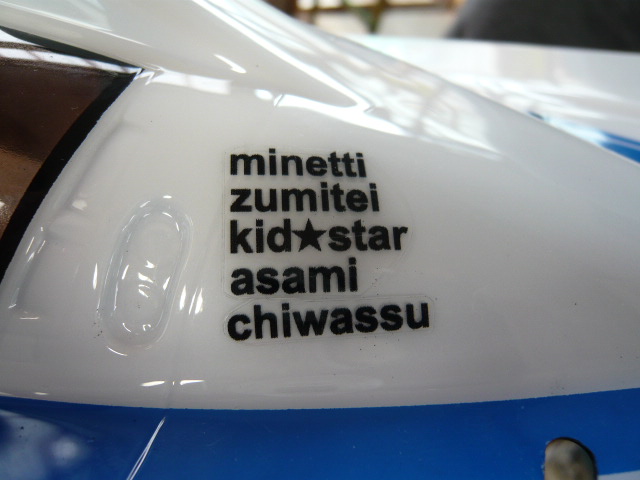 minetti
zumitei
kid★star
asami
chiwassu